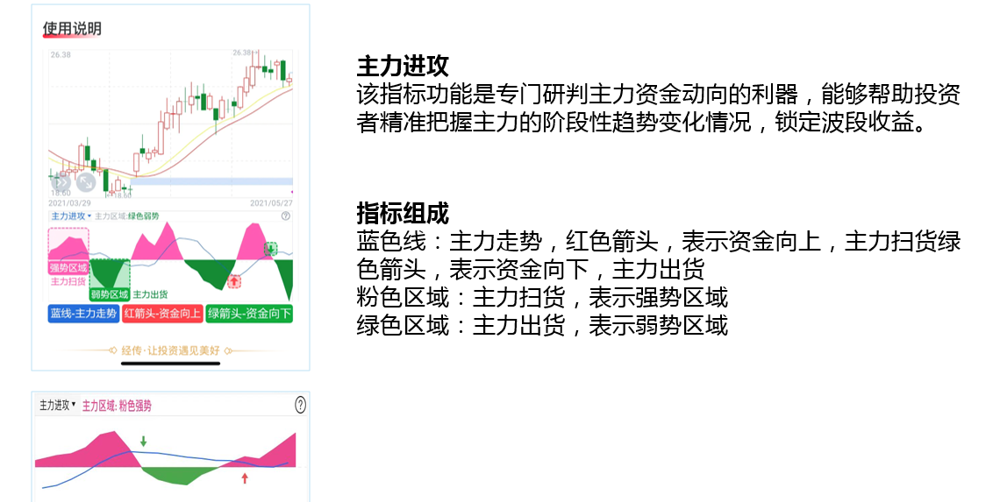 使用说明
26.38
26.38
18.60
18.60
2021/03/29
2021/05/27
主力进攻
主力区域:绿色弱势
?
强势区域
主力扫货
弱势区域
主力出货
蓝线-主力走势
红箭头-资金向上
绿箭头-资金向下
经传·让投资遇见美好
主力进攻
主力区域:粉色强势
?
主力进攻
该指标功能是专门研判主力资金动向的利器，能够帮助投资
者精准把握主力的阶段性趋势变化情况，锁定波段收益。
指标组成
蓝色线：主力走势，红色箭头，表示资金向上，主力扫货绿
色箭头，表示资金向下，主力出货
粉色区域：主力扫货，表示强势区域
绿色区域：主力出货，表示弱势区域